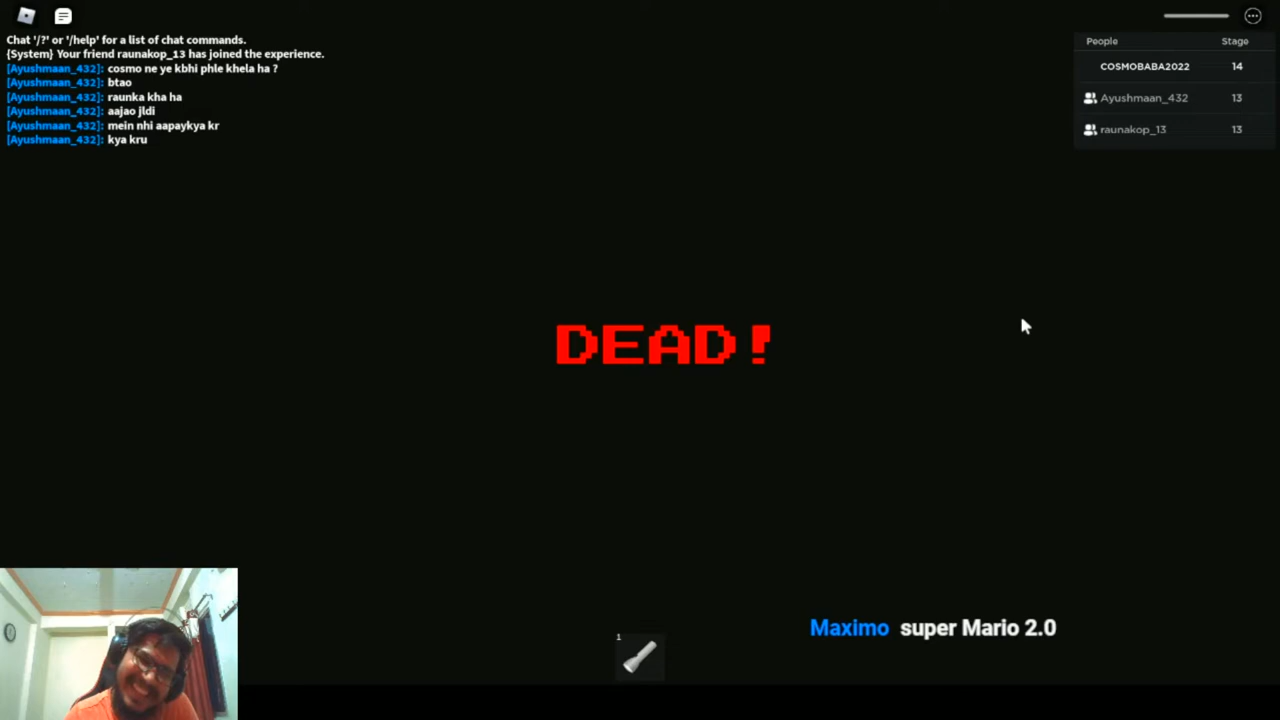 Chat '/?' or '/help' for a list of chat commands.
{System} Your friend raunakop_13 has joined the experience.
[Ayushmaan_432]: cosmo ne ye kbhi phle khela ha ?
[Ayushmaan_432]: btao
[Ayushmaan_432]: raunka kha ha
[Ayushmaan_432]: aajao jldi
[Ayushmaan_432]: mein nhi aapaykya kr
[Ayushmaan_432]: kya kru
People Stage
COSMOBABA2022 14
Ayushmaan_432 13
raunakop_13 13
DEAD!
Maximo super Mario 2.0
1